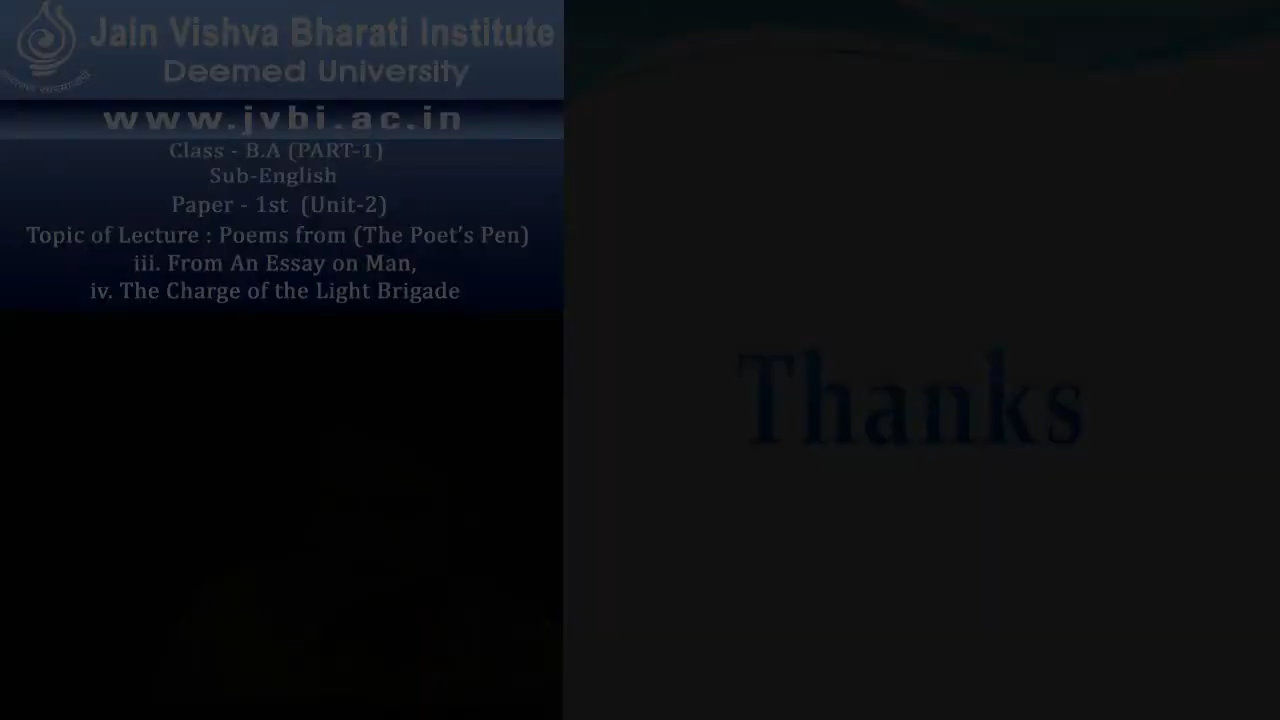 Jain Vishva Bharati Institute
Deemed University
www.jvbi.ac.in
Class - B.A (PART-1)
Sub-English
Paper - 1st (Unit-2)
Topic of Lecture : Poems from (The Poet's Pen)
iii. From An Essay on Man,
iv. The Charge of the Light Brigade
Thanks